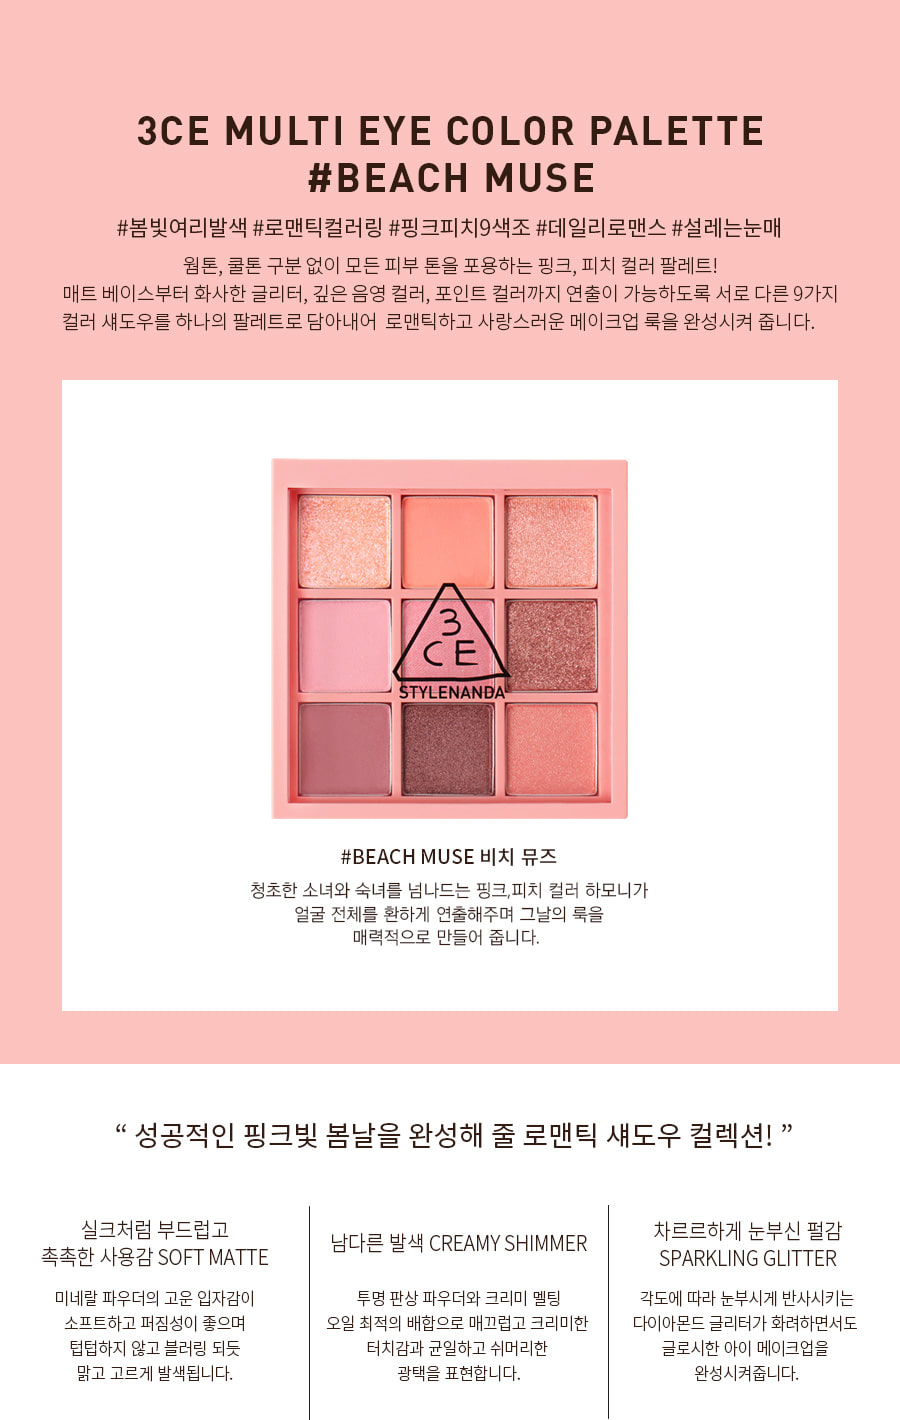 3CE MULTI EYE COLOR PALETTE
#BEACH MUSE
#봄빛여리발색 #로맨틱컬러링 #핑크피치9색조 #데일리로맨스 #설레는눈매
웜톤, 쿨톤 구분 없이 모든 피부 톤을 포용하는 핑크, 피치 컬러 팔레트!
매트 베이스부터 화사한 글리터, 깊은 음영 컬러, 포인트 컬러까지 연출이 가능하도록 서로 다른 9가지
컬러 섀도우를 하나의 팔레트로 담아내어 로맨틱하고 사랑스러운 메이크업 룩을 완성시켜 줍니다.
3
CE
STYLENANDA
#BEACH MUSE 비치 뮤즈
청초한 소녀와 숙녀를 넘나드는 핑크,피치 컬러 하모니가
얼굴 전체를 환하게 연출해주며 그날의 룩을
매력적으로 만들어 줍니다.
“ 성공적인 핑크빛 봄날을 완성해 줄 로맨틱 섀도우 컬렉션! ”
실크처럼 부드럽고
촉촉한 사용감 SOFT MATTE
미네랄 파우더의 고운 입자감이
소프트하고 퍼짐성이 좋으며
텁텁하지 않고 블러링 되듯
맑고 고르게 발색됩니다.
남다른 발색 CREAMY SHIMMER
투명 판상 파우더와 크리미 멜팅
오일 최적의 배합으로 매끄럽고 크리미한
터치감과 균일하고 쉬머리한
광택을 표현합니다.
차르르하게 눈부신 펄감
SPARKLING GLITTER
각도에 따라 눈부시게 반사시키는
다이아몬드 글리터가 화려하면서도
글로시한 아이 메이크업을
완성시켜줍니다.